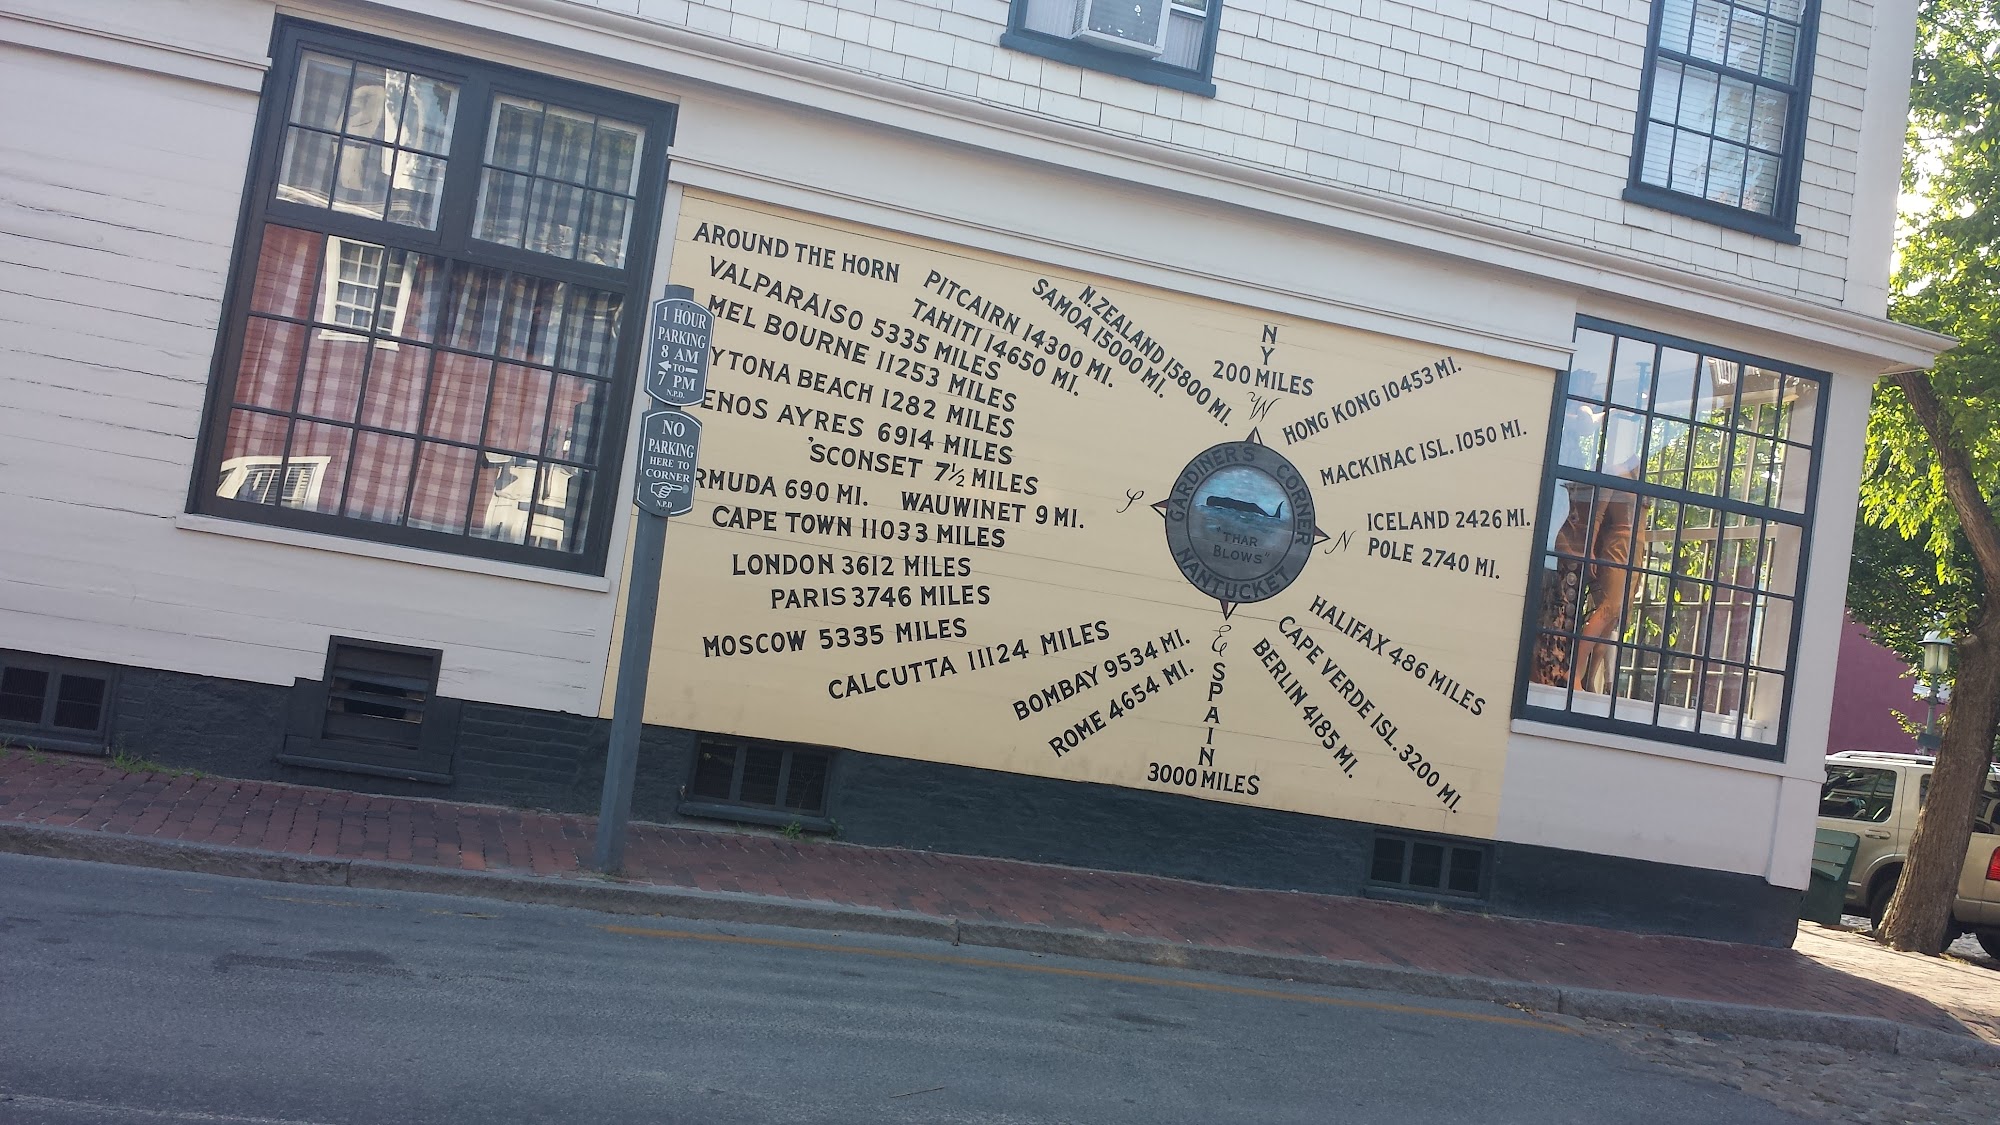 1 HOUR
PARKING
8 AM
TO
7 PM
N.P.D.
NO
PARKING
HERE TO
CORNER
N.P.D
AROUND THE HORN
VALPARAISO 5335 MILES
MEL BOURNE 11253 MILES
YTONA BEACH 1282 MILES
ENOS AYRES 6914 MILES
'SCONSET 7½ MILES
RMUDA 690 MI.
WAUWINET 9 MI.
CAPE TOWN 11033 MILES
LONDON 3612 MILES
PARIS 3746 MILES
MOSCOW 5335 MILES
CALCUTTA 11124 MILES
BOMBAY 9534 MI.
ROME 4654 MI.
PITCAIRN 14300 MI.
TAHITI 14650 MI.
N. ZEALAND 15800 MI.
SAMOA 15000 MI.
NY
200 MILES
W
HONG KONG 10453 MI.
MACKINAC ISL. 1050 MI.
ICELAND 2426 MI.
POLE 2740 MI.
N
S
GARDINER'S CORNER
"THAR
BLOWS"
NANTUCKET
E
SPAIN
3000 MILES
HALIFAX 486 MILES
CAPE VERDE ISL. 3200 MI.
BERLIN 4185 MI.